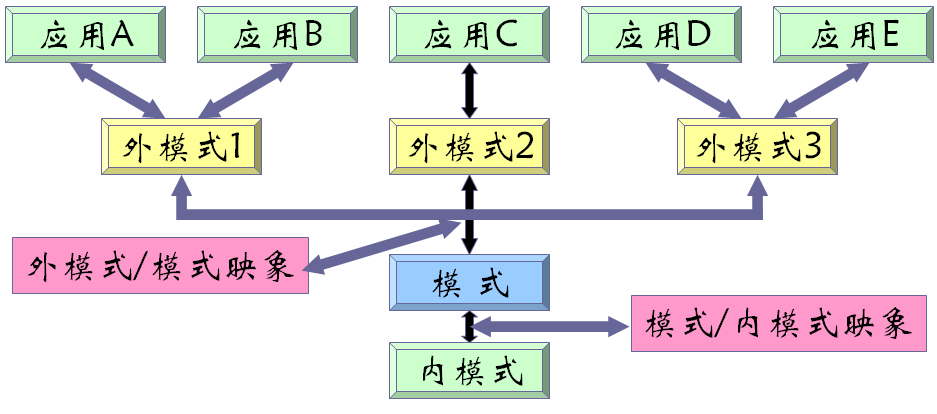 应用A
应用B
应用C
应用D
应用E
外模式1
外模式2
外模式3
外模式/模式映象
模 式
模式/内模式映象
内模式